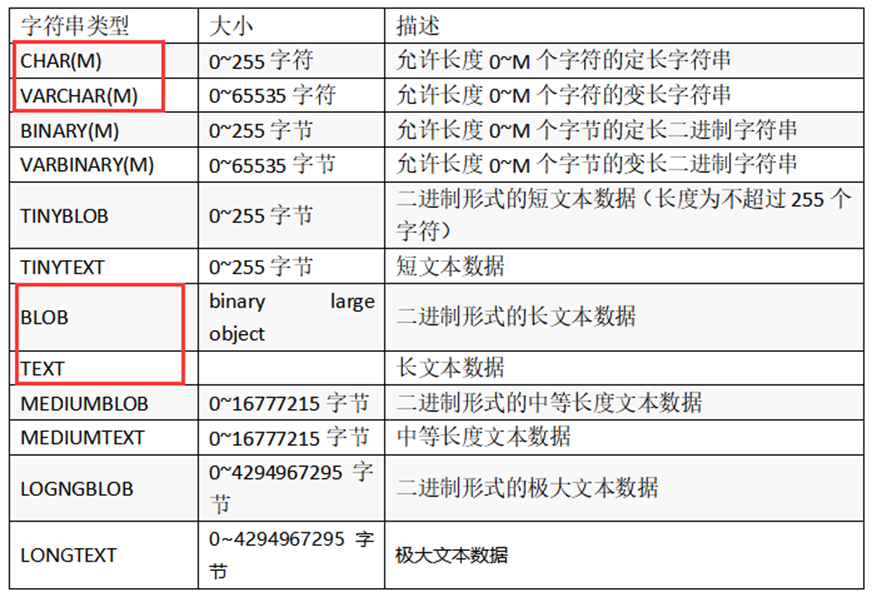 字符串类型 大小 描述
CHAR(M) 0~255 字符 允许长度 0~M 个字符的定长字符串
VARCHAR(M) 0~65535 字符 允许长度 0~M 个字符的变长字符串
BINARY(M) 0~255 字节 允许长度 0~M 个字节的定长二进制字符串
VARBINARY(M) 0~65535 字节 允许长度 0~M 个字节的变长二进制字符串
TINYBLOB 0~255 字节 二进制形式的短文本数据（长度为不超过 255 个
字符）
TINYTEXT 0~255 字节 短文本数据
BLOB binary large
object 二进制形式的长文本数据
TEXT 长文本数据
MEDIUMBLOB 0~16777215 字节 二进制形式的中等长度文本数据
MEDIUMTEXT 0~16777215 字节 中等长度文本数据
LOGNGBLOB 0~4294967295 字
节 二进制形式的极大文本数据
LONGTEXT 0~4294967295 字
节 极大文本数据